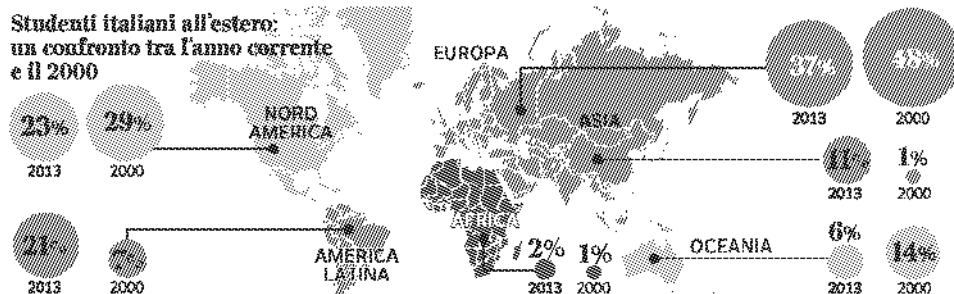 Studenti italiani all'estero:
un confronto tra l'anno corrente
e il 2000
EUROPA
37%
2013
48%
2000
23%
2013
29%
2000
NORD
AMERICA
ASIA
11%
2013
1%
2000
21%
2013
7%
2000
AMERICA
LATINA
AFRICA
2%
2013
1%
2000
OCEANIA
6%
2013
14%
2000